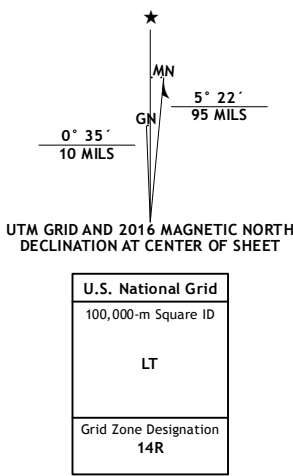 ★
MN
GN
5° 22´
95 MILS
0° 35´
10 MILS
UTM GRID AND 2016 MAGNETIC NORTH
DECLINATION AT CENTER OF SHEET
U.S. National Grid
100,000-m Square ID
LT
Grid Zone Designation
14R